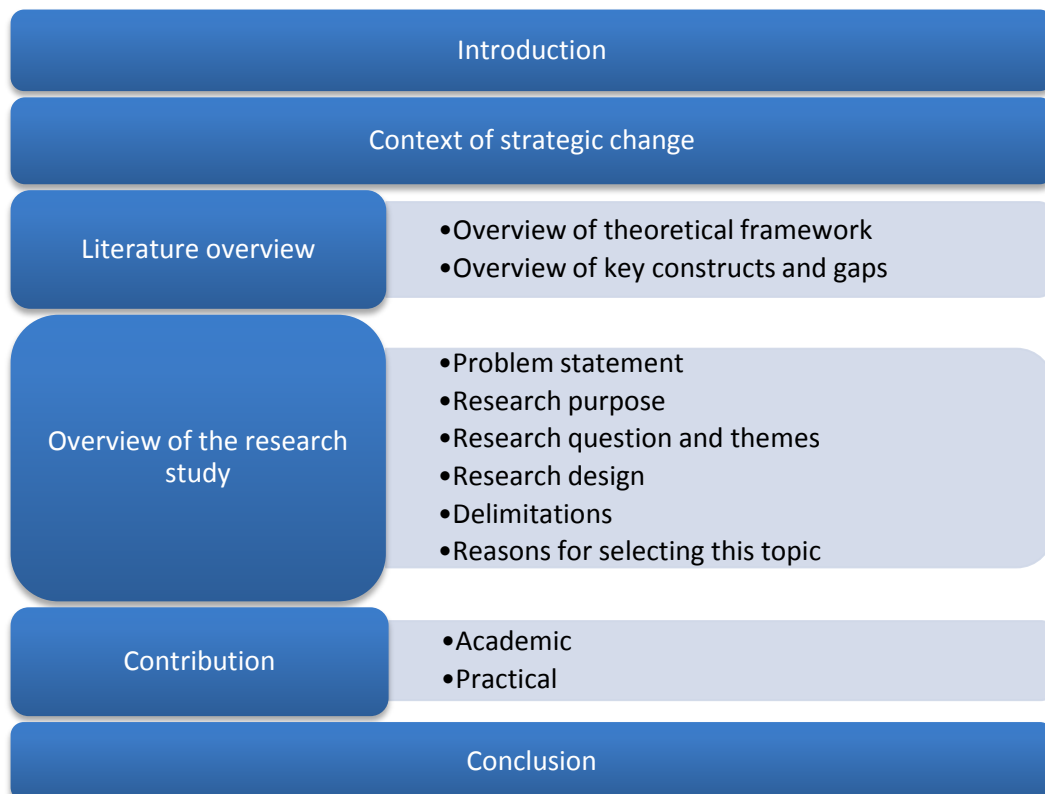 Introduction
Context of strategic change
Literature overview
•Overview of theoretical framework
•Overview of key constructs and gaps
Overview of the research
study
•Problem statement
•Research purpose
•Research question and themes
•Research design
•Delimitations
•Reasons for selecting this topic
Contribution
•Academic
•Practical
Conclusion